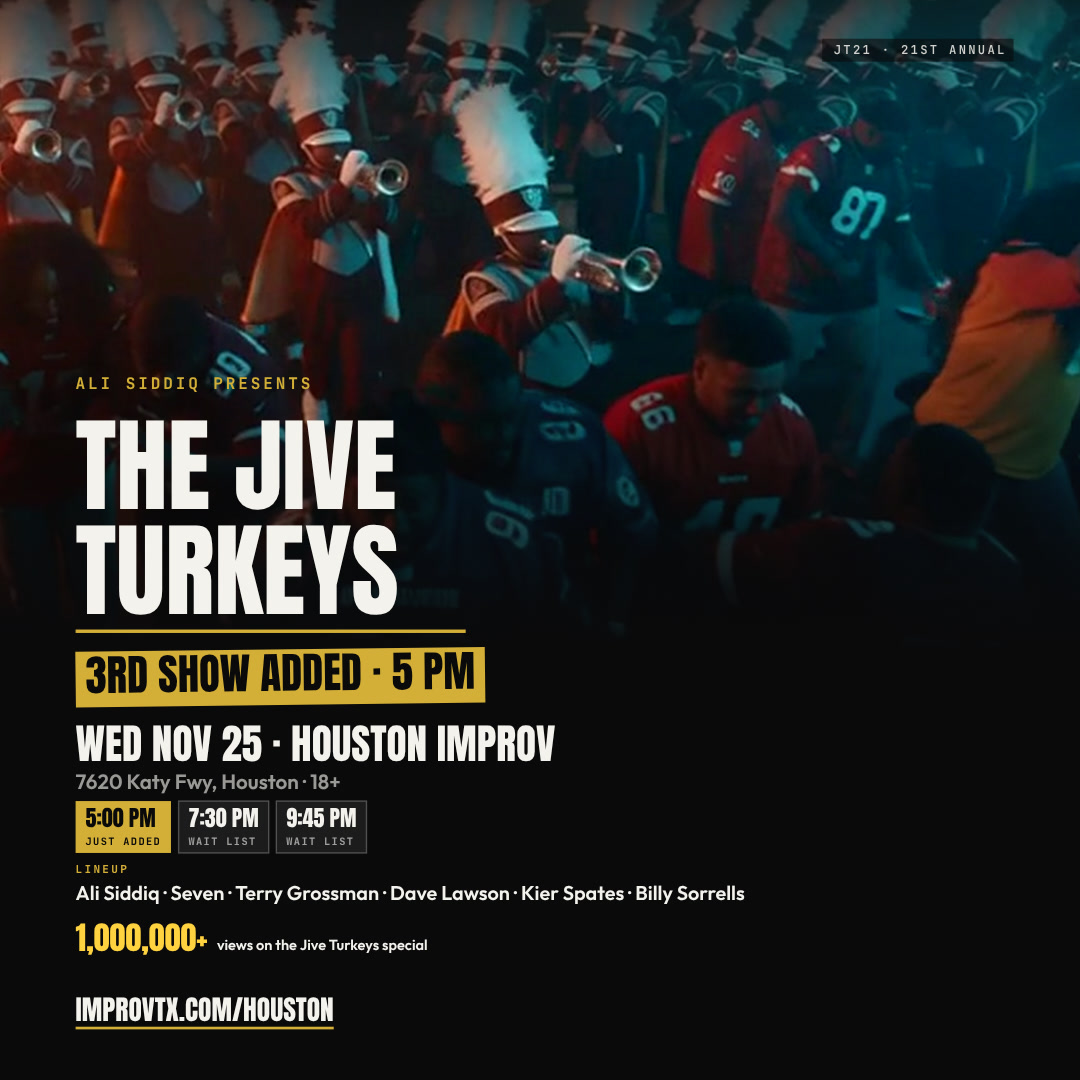 JT21 · 21ST ANNUAL
87
66
ALI SIDDIQ PRESENTS
THE JIVE
TURKEYS
3RD SHOW ADDED · 5 PM
WED NOV 25 · HOUSTON IMPROV
7620 Katy Fwy, Houston · 18+
5:00 PM 7:30 PM 9:45 PM
JUST ADDED WAIT LIST WAIT LIST
LINEUP
Ali Siddiq · Seven · Terry Grossman · Dave Lawson · Kier Spates · Billy Sorrells
1,000,000+ views on the Jive Turkeys special
IMPROVTX.COM/HOUSTON